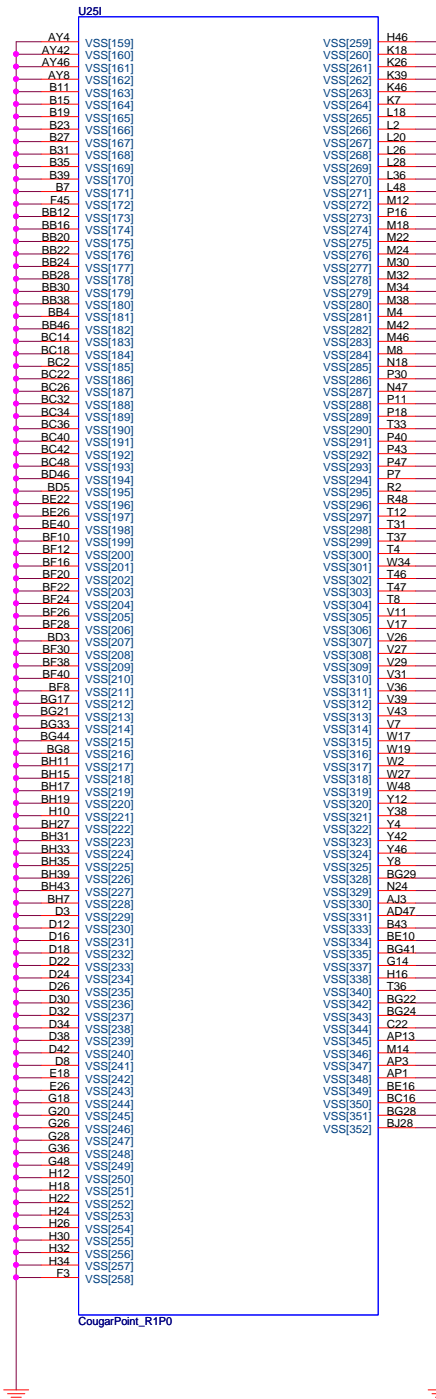 U25I
AY4 VSS[159]
AY42 VSS[160]
AY46 VSS[161]
AY8 VSS[162]
B11 VSS[163]
B15 VSS[164]
B19 VSS[165]
B23 VSS[166]
B27 VSS[167]
B31 VSS[168]
B35 VSS[169]
B39 VSS[170]
B7 VSS[171]
F45 VSS[172]
BB12 VSS[173]
BB16 VSS[174]
BB20 VSS[175]
BB22 VSS[176]
BB24 VSS[177]
BB28 VSS[178]
BB30 VSS[179]
BB38 VSS[180]
BB4 VSS[181]
BB46 VSS[182]
BC14 VSS[183]
BC18 VSS[184]
BC2 VSS[185]
BC22 VSS[186]
BC26 VSS[187]
BC32 VSS[188]
BC34 VSS[189]
BC36 VSS[190]
BC40 VSS[191]
BC42 VSS[192]
BC48 VSS[193]
BD46 VSS[194]
BD5 VSS[195]
BE22 VSS[196]
BE26 VSS[197]
BE40 VSS[198]
BF10 VSS[199]
BF12 VSS[200]
BF16 VSS[201]
BF20 VSS[202]
BF22 VSS[203]
BF24 VSS[204]
BF26 VSS[205]
BF28 VSS[206]
BD3 VSS[207]
BF30 VSS[208]
BF38 VSS[209]
BF40 VSS[210]
BF8 VSS[211]
BG17 VSS[212]
BG21 VSS[213]
BG33 VSS[214]
BG44 VSS[215]
BG8 VSS[216]
BH11 VSS[217]
BH15 VSS[218]
BH17 VSS[219]
BH19 VSS[220]
H10 VSS[221]
BH27 VSS[222]
BH31 VSS[223]
BH33 VSS[224]
BH35 VSS[225]
BH39 VSS[226]
BH43 VSS[227]
BH7 VSS[228]
D3 VSS[229]
D12 VSS[230]
D16 VSS[231]
D18 VSS[232]
D22 VSS[233]
D24 VSS[234]
D26 VSS[235]
D30 VSS[236]
D32 VSS[237]
D34 VSS[238]
D38 VSS[239]
D42 VSS[240]
D8 VSS[241]
E18 VSS[242]
E26 VSS[243]
G18 VSS[244]
G20 VSS[245]
G26 VSS[246]
G28 VSS[247]
G36 VSS[248]
G48 VSS[249]
H12 VSS[250]
H18 VSS[251]
H22 VSS[252]
H24 VSS[253]
H26 VSS[254]
H30 VSS[255]
H32 VSS[256]
H34 VSS[257]
F3 VSS[258]
VSS[259] H46
VSS[260] K18
VSS[261] K26
VSS[262] K39
VSS[263] K46
VSS[264] K7
VSS[265] L18
VSS[266] L2
VSS[267] L20
VSS[268] L26
VSS[269] L28
VSS[270] L36
VSS[271] L48
VSS[272] M12
VSS[273] P16
VSS[274] M18
VSS[275] M22
VSS[276] M24
VSS[277] M30
VSS[278] M32
VSS[279] M34
VSS[280] M38
VSS[281] M4
VSS[282] M42
VSS[283] M46
VSS[284] M8
VSS[285] N18
VSS[286] P30
VSS[287] N47
VSS[288] P11
VSS[289] P18
VSS[290] T33
VSS[291] P40
VSS[292] P43
VSS[293] P47
VSS[294] P7
VSS[295] R2
VSS[296] R48
VSS[297] T12
VSS[298] T31
VSS[299] T37
VSS[300] T4
VSS[301] W34
VSS[302] T46
VSS[303] T47
VSS[304] T8
VSS[305] V11
VSS[306] V17
VSS[307] V26
VSS[308] V27
VSS[309] V29
VSS[310] V31
VSS[311] V36
VSS[312] V39
VSS[313] V43
VSS[314] V7
VSS[315] W17
VSS[316] W19
VSS[317] W2
VSS[318] W27
VSS[319] W48
VSS[320] Y12
VSS[321] Y38
VSS[322] Y4
VSS[323] Y42
VSS[324] Y46
VSS[325] Y8
VSS[328] BG29
VSS[329] N24
VSS[330] AJ3
VSS[331] AD47
VSS[333] B43
VSS[334] BE10
VSS[335] BG41
VSS[337] G14
VSS[338] H16
VSS[340] T36
VSS[342] BG22
VSS[343] BG24
VSS[344] C22
VSS[345] AP13
VSS[346] M14
VSS[347] AP3
VSS[348] AP1
VSS[349] BE16
VSS[350] BC16
VSS[351] BG28
VSS[352] BJ28
CougarPoint_R1P0